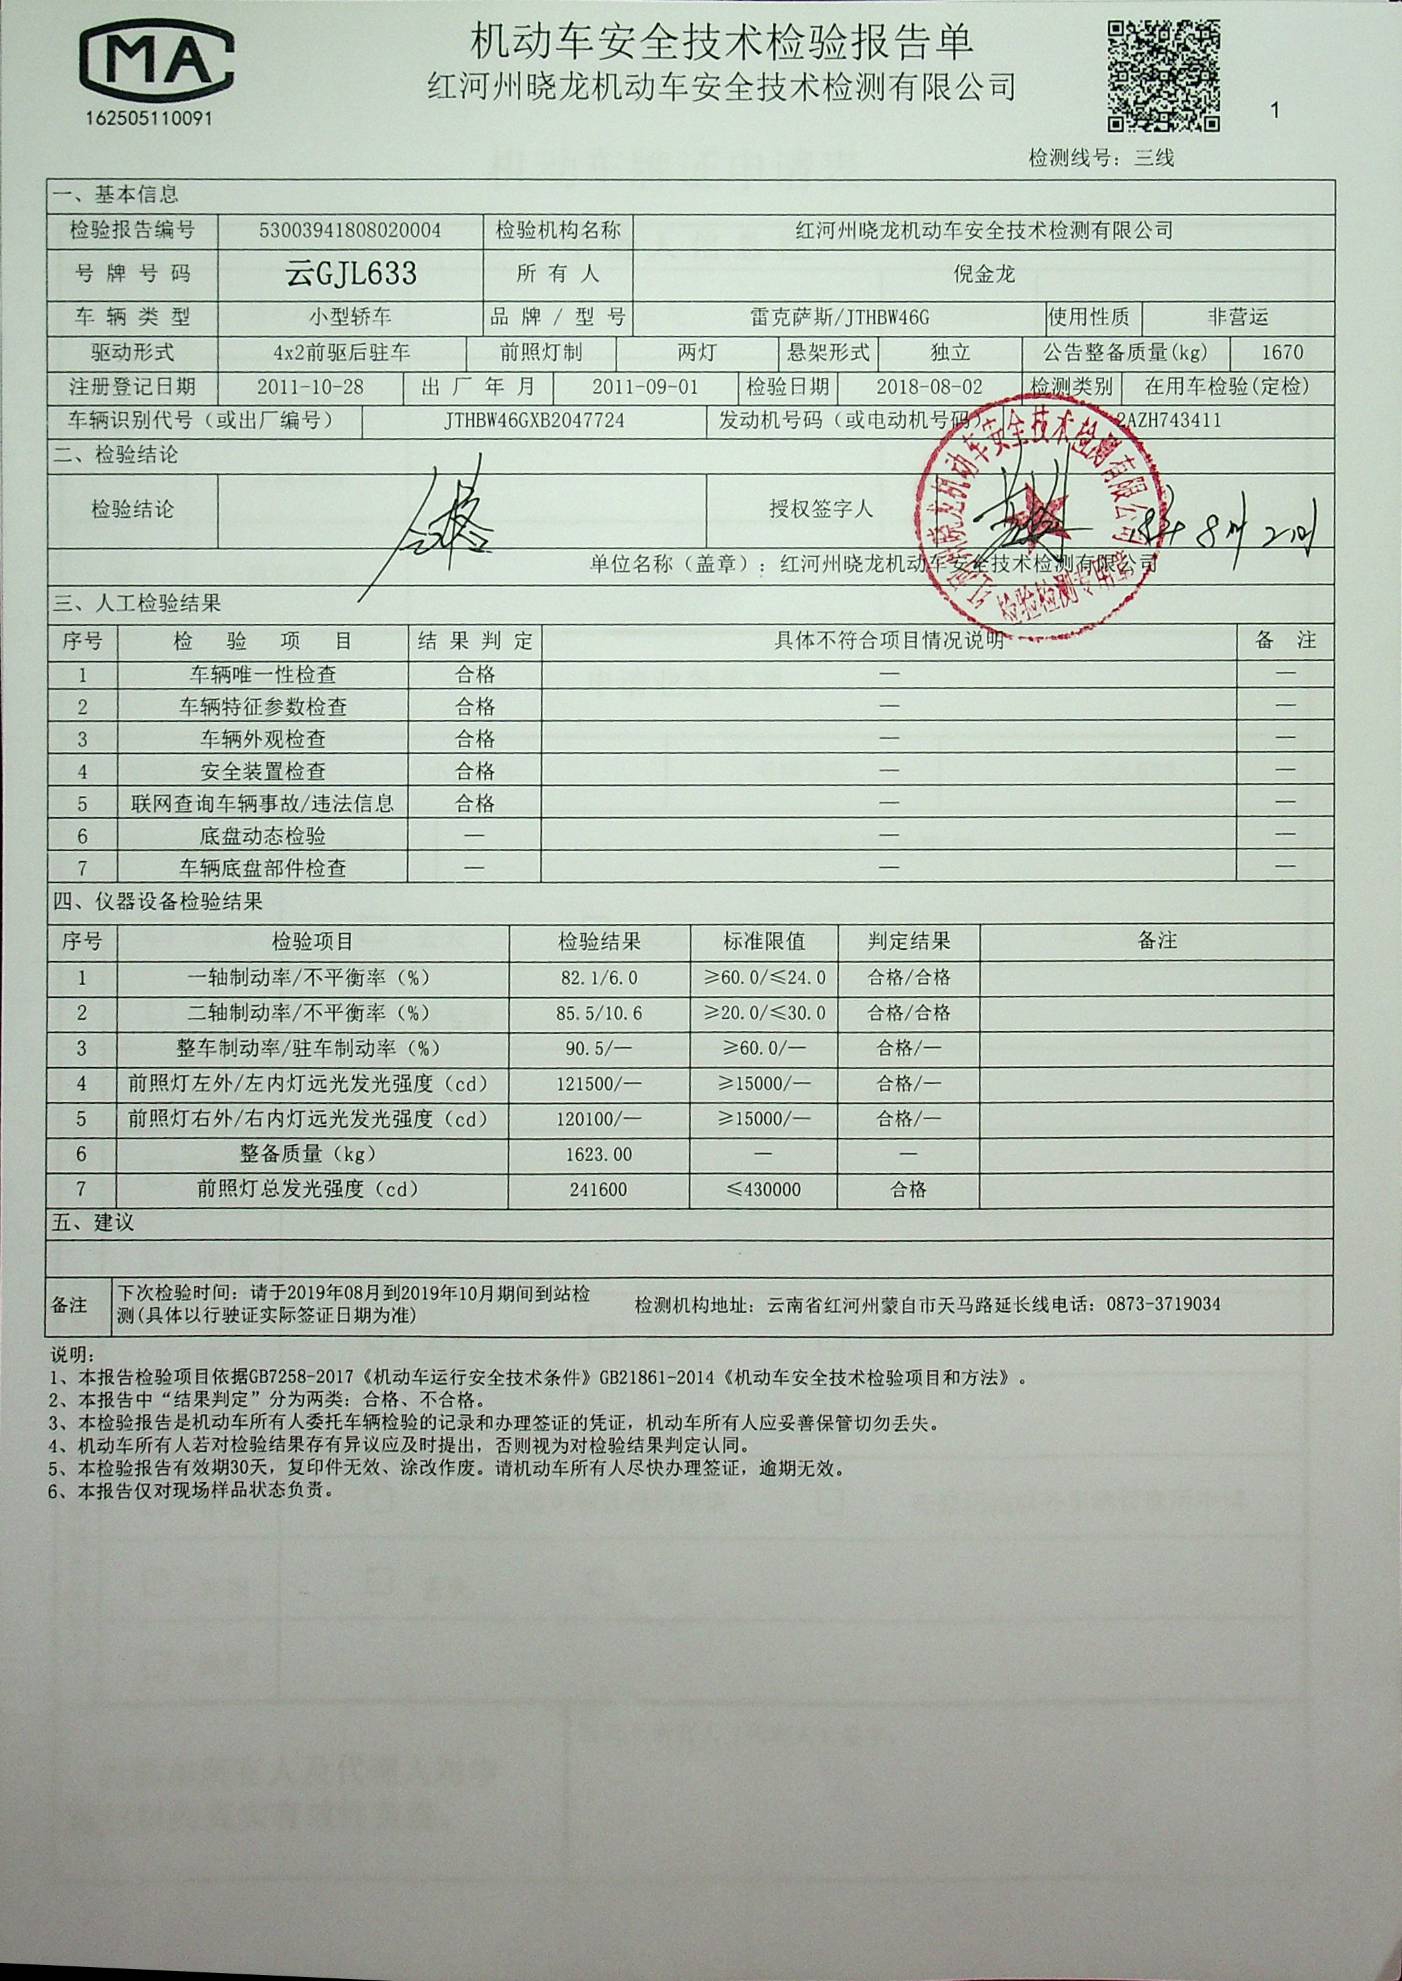 CMA
162505110091
机动车安全技术检验报告单
红河州晓龙机动车安全技术检测有限公司
1
检测线号：三线
一、基本信息
检验报告编号 53003941808020004 检验机构名称 红河州晓龙机动车安全技术检测有限公司
号牌号码 云GJL633 所有人 倪金龙
车辆类型 小型轿车 品牌/型号 雷克萨斯/JTHBW46G 使用性质 非营运
驱动形式 4x2前驱后驻车 前照灯制 两灯 悬架形式 独立 公告整备质量(kg) 1670
注册登记日期 2011-10-28 出厂年月 2011-09-01 检验日期 2018-08-02 检测类别 在用车检验(定检)
车辆识别代号（或出厂编号） JTHBW46GXB2047724 发动机号码（或电动机号码） 2AZH743411
二、检验结论
检验结论 合格 授权签字人 18年8月2日
单位名称（盖章）：红河州晓龙机动车安全技术检测有限公司
红河州晓龙机动车安全技术检测有限公司
检验检测专用章
三、人工检验结果
序号 检验项目 结果判定 具体不符合项目情况说明 备注
1 车辆唯一性检查 合格 — —
2 车辆特征参数检查 合格 — —
3 车辆外观检查 合格 — —
4 安全装置检查 合格 — —
5 联网查询车辆事故/违法信息 合格 — —
6 底盘动态检验 — — —
7 车辆底盘部件检查 — — —
四、仪器设备检验结果
序号 检验项目 检验结果 标准限值 判定结果 备注
1 一轴制动率/不平衡率（%） 82.1/6.0 ≥60.0/≤24.0 合格/合格
2 二轴制动率/不平衡率（%） 85.5/10.6 ≥20.0/≤30.0 合格/合格
3 整车制动率/驻车制动率（%） 90.5/— ≥60.0/— 合格/—
4 前照灯左外/左内灯远光发光强度（cd） 121500/— ≥15000/— 合格/—
5 前照灯右外/右内灯远光发光强度（cd） 120100/— ≥15000/— 合格/—
6 整备质量（kg） 1623.00 — —
7 前照灯总发光强度（cd） 241600 ≤430000 合格
五、建议
备注 下次检验时间：请于2019年08月到2019年10月期间到站检
测(具体以行驶证实际签证日期为准) 检测机构地址：云南省红河州蒙自市天马路延长线电话：0873-3719034
说明：
1、本报告检验项目依据GB7258-2017《机动车运行安全技术条件》GB21861-2014《机动车安全技术检验项目和方法》。
2、本报告中“结果判定”分为两类：合格、不合格。
3、本检验报告是机动车所有人委托车辆检验的记录和办理签证的凭证，机动车所有人应妥善保管切勿丢失。
4、机动车所有人若对检验结果存有异议应及时提出，否则视为对检验结果判定认同。
5、本检验报告有效期30天，复印件无效、涂改作废。请机动车所有人尽快办理签证，逾期无效。
6、本报告仅对现场样品状态负责。